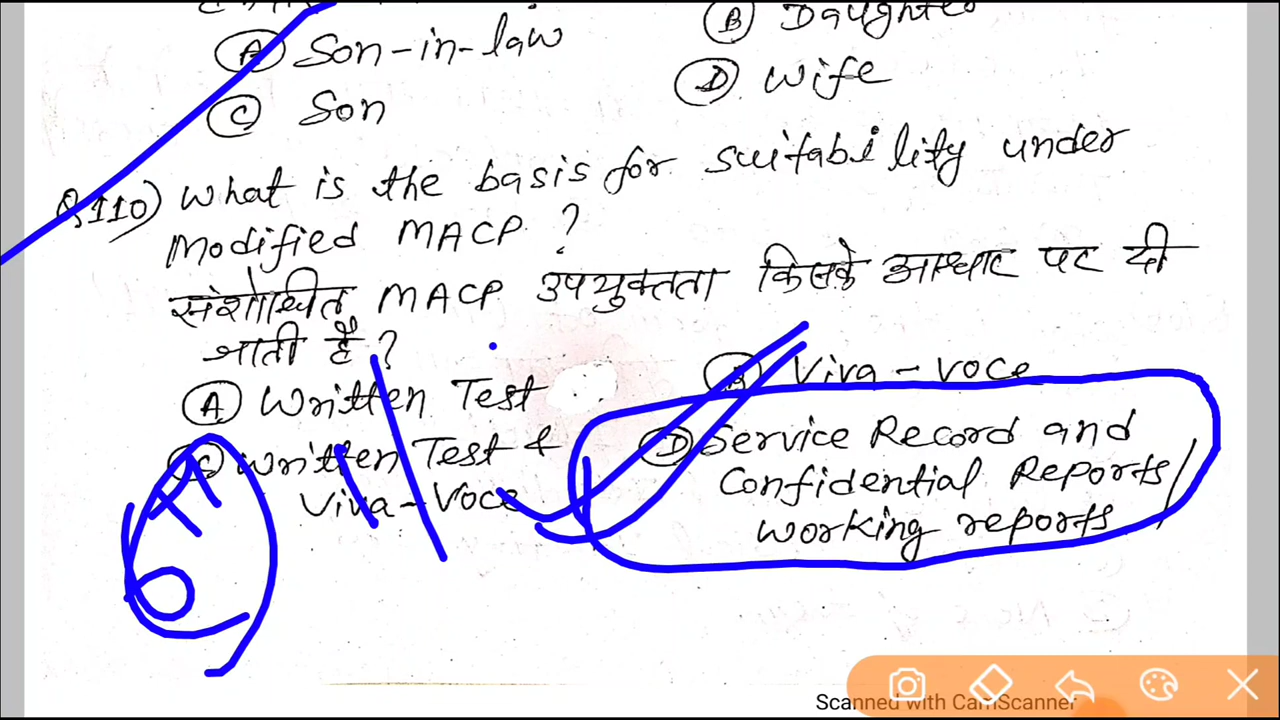 (A) Son-in-law (B) Daughter
(C) Son (D) Wife
Q.110) What is the basis for suitability under
Modified MACP ?
संशोधित MACP उपयुक्तता किसके आधार पर दी
जाती है ?
(A) Written Test (B) Viva-voce
(C) Written Test & (D) Service Record and
Viva-Voce Confidential Reports/
working reports
Scanned with CamScanner